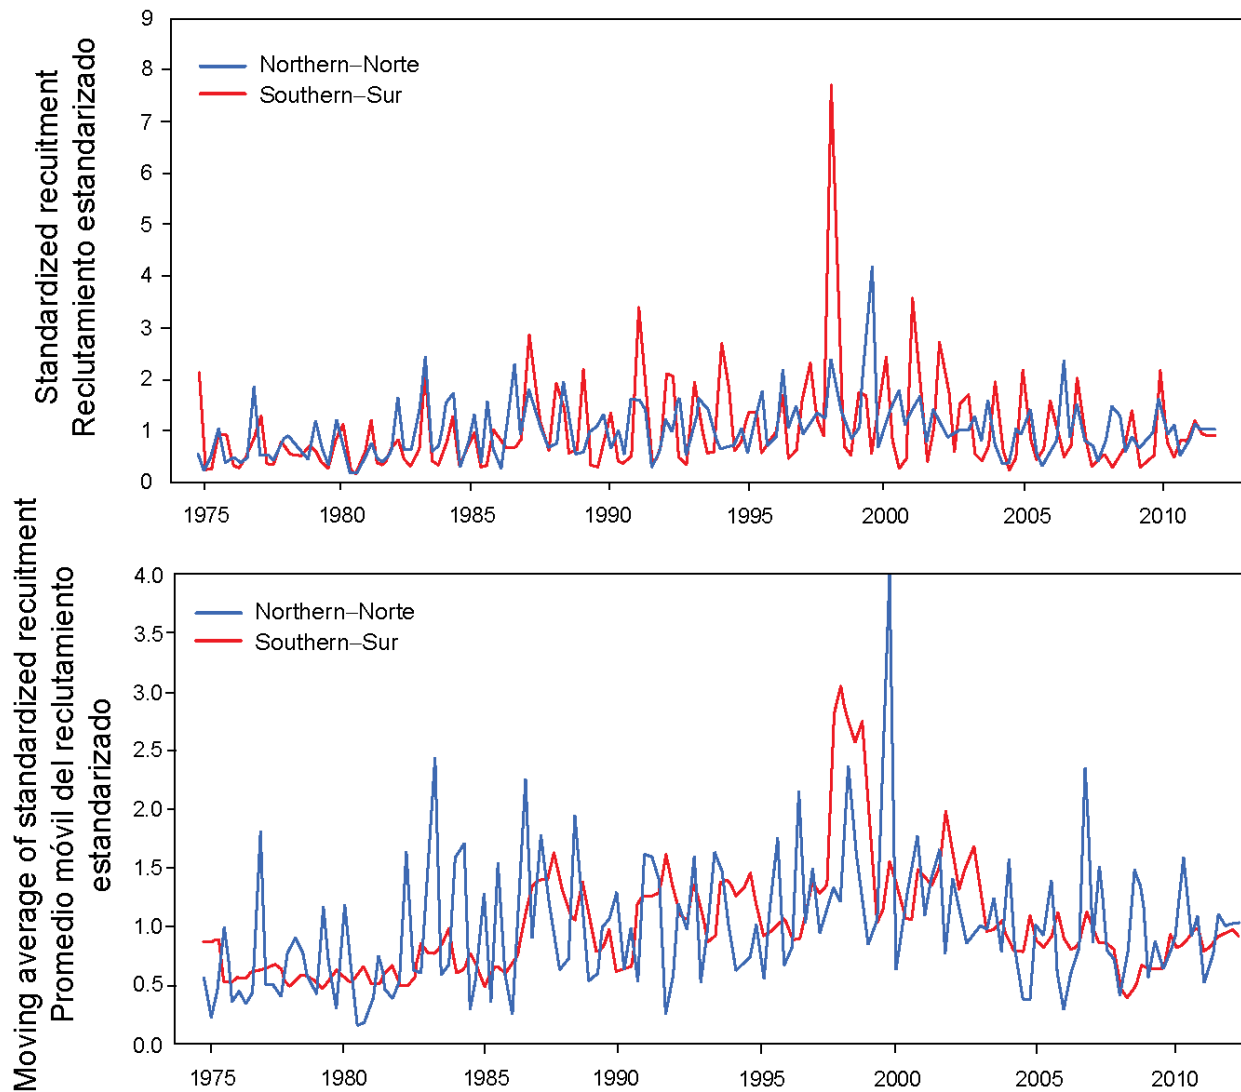 Standardized recuitment
Reclutamiento estandarizado
9
8
7
6
5
4
3
2
1
0
Northern–Norte
Southern–Sur
1975 1980 1985 1990 1995 2000 2005 2010
Moving average of standardized recuitment
Promedio móvil del reclutamiento
estandarizado
4.0
3.5
3.0
2.5
2.0
1.5
1.0
0.5
0.0
Northern–Norte
Southern–Sur
1975 1980 1985 1990 1995 2000 2005 2010